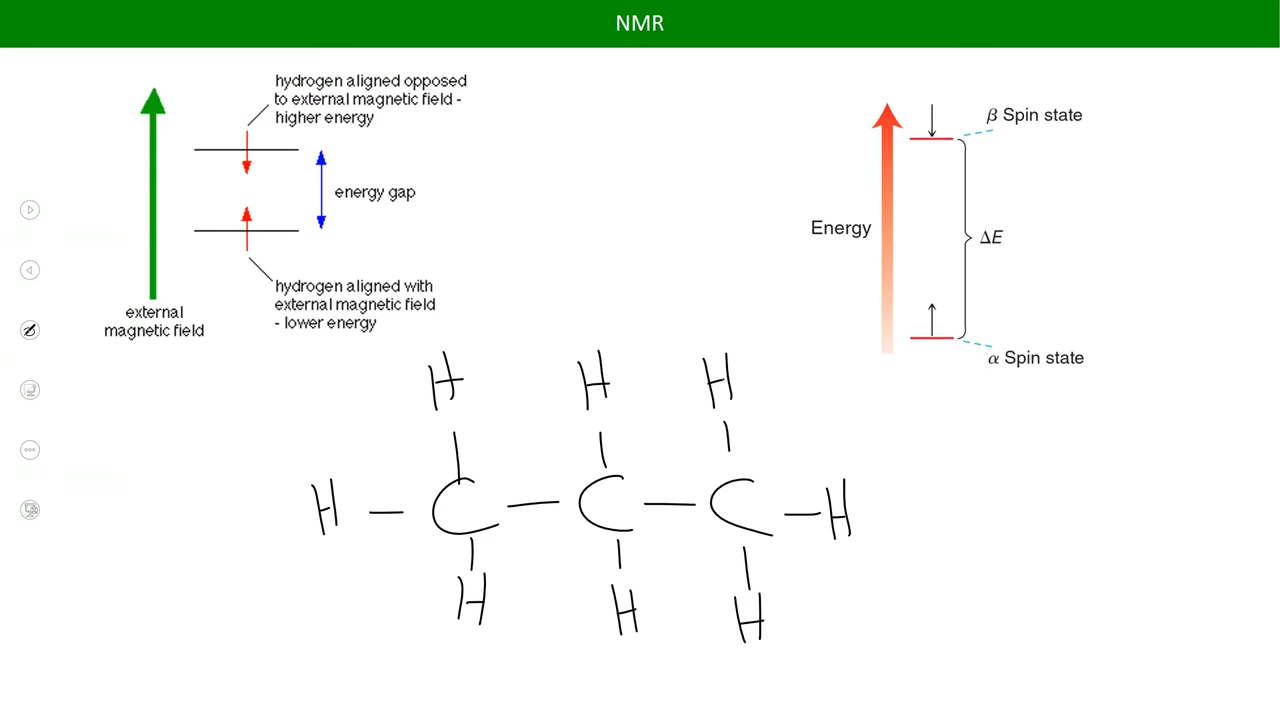 NMR
hydrogen aligned opposed
to external magnetic field -
higher energy
energy gap
hydrogen aligned with
external magnetic field
- lower energy
external
magnetic field
β Spin state
Energy
ΔE
α Spin state
H H H
H – C – C – C – H
H H H